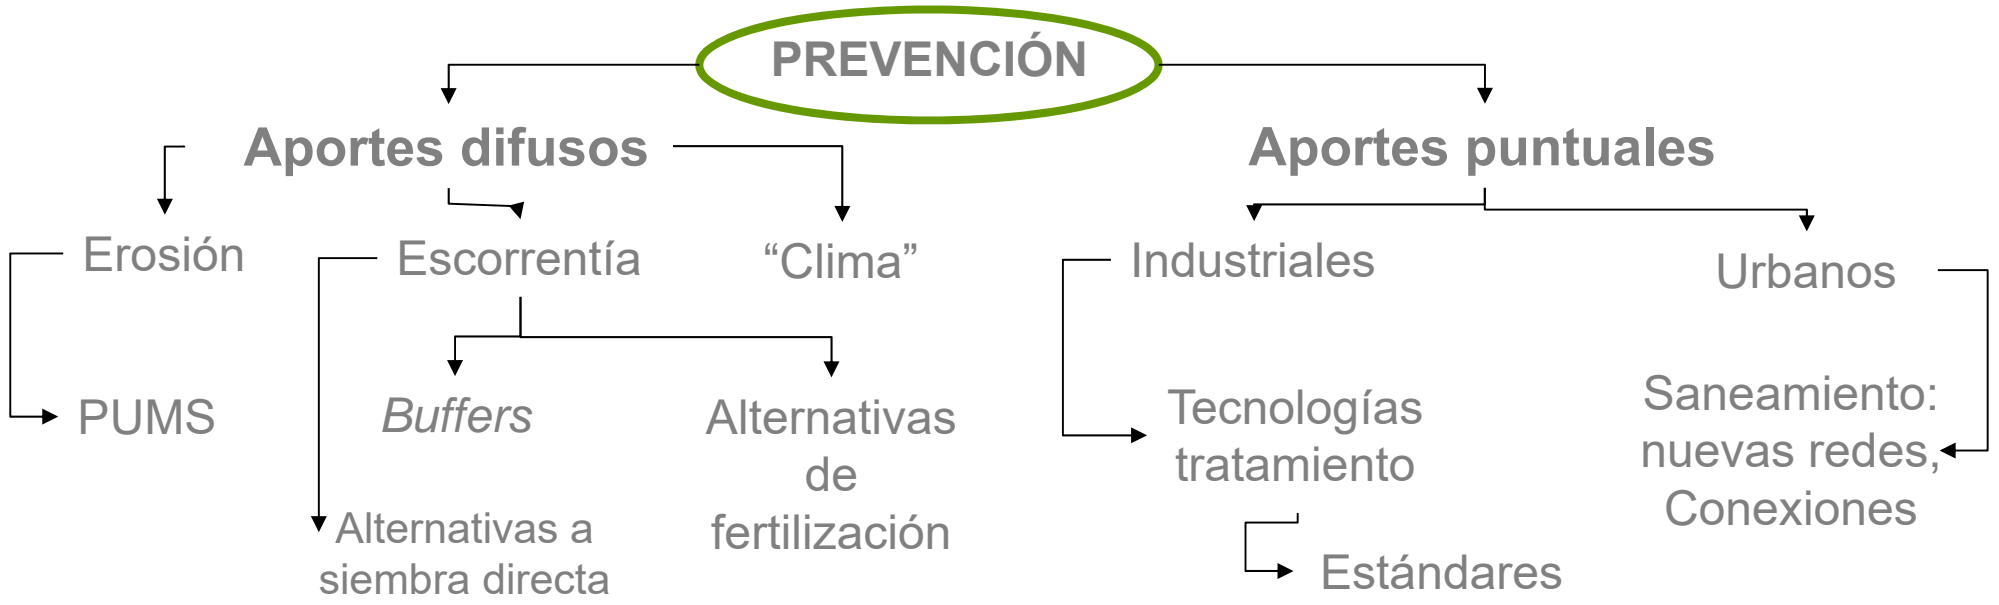 PREVENCIÓN
Aportes difusos
Aportes puntuales
Erosión
Escorrentía
“Clima”
Industriales
Urbanos
PUMS
Buffers
Alternativas
de
fertilización
Alternativas a
siembra directa
Tecnologías
tratamiento
Estándares
Saneamiento:
nuevas redes,
Conexiones